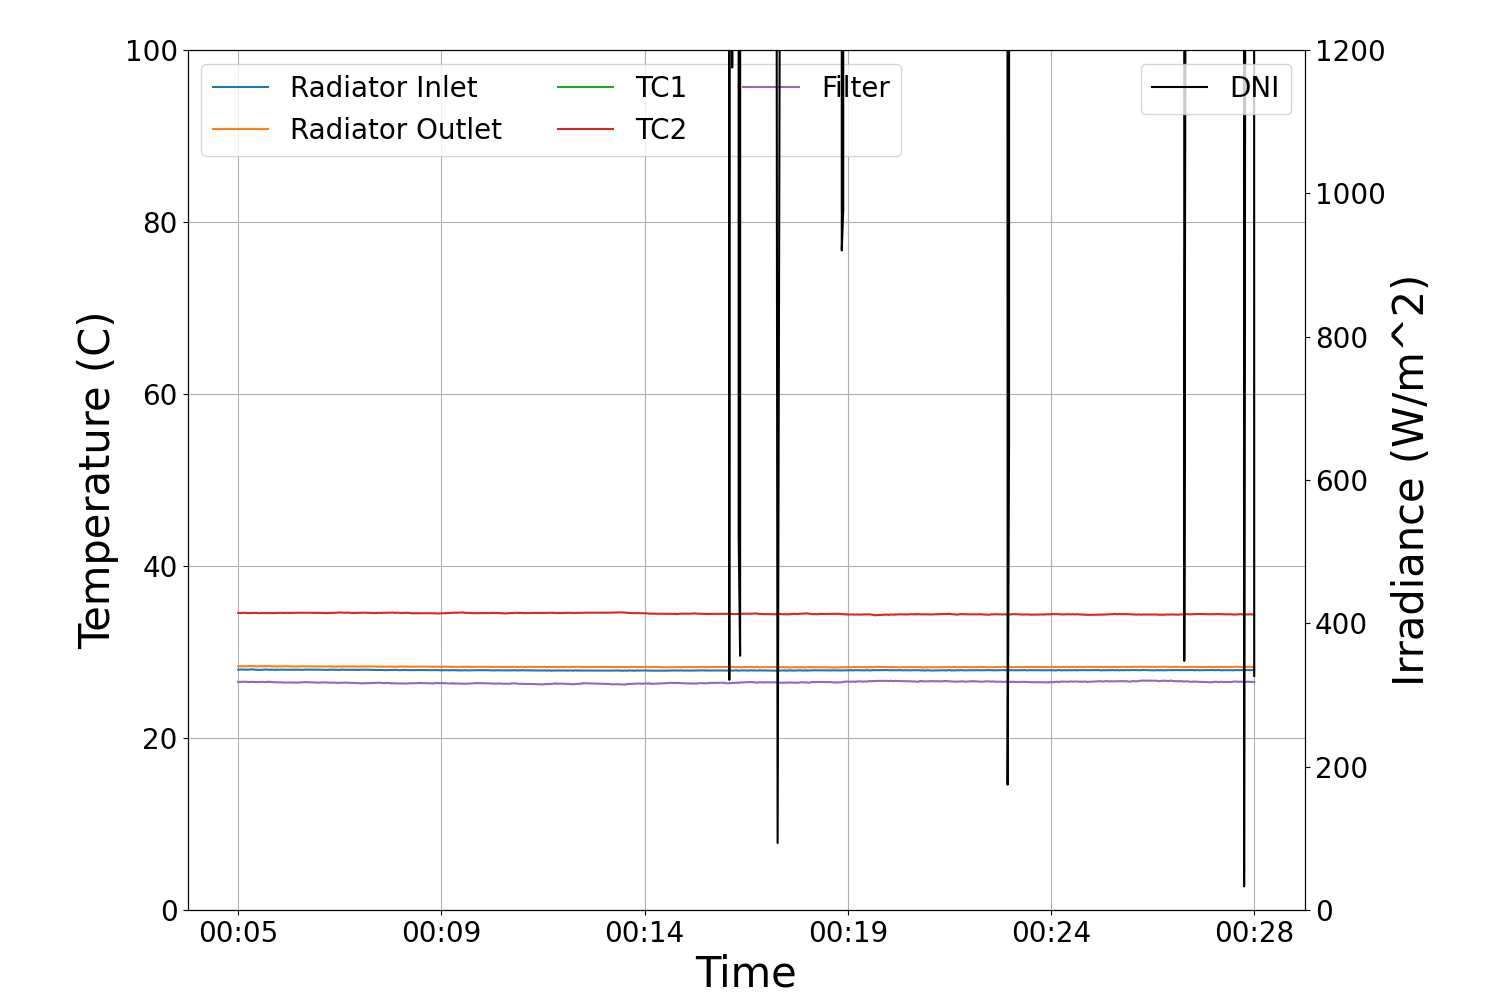 100
80
60
40
20
0
Temperature (C)
Radiator Inlet
Radiator Outlet
TC1
TC2
Filter
DNI
1200
1000
800
600
400
200
0
Irradiance (W/m^2)
00:05
00:09
00:14
00:19
00:24
00:28
Time